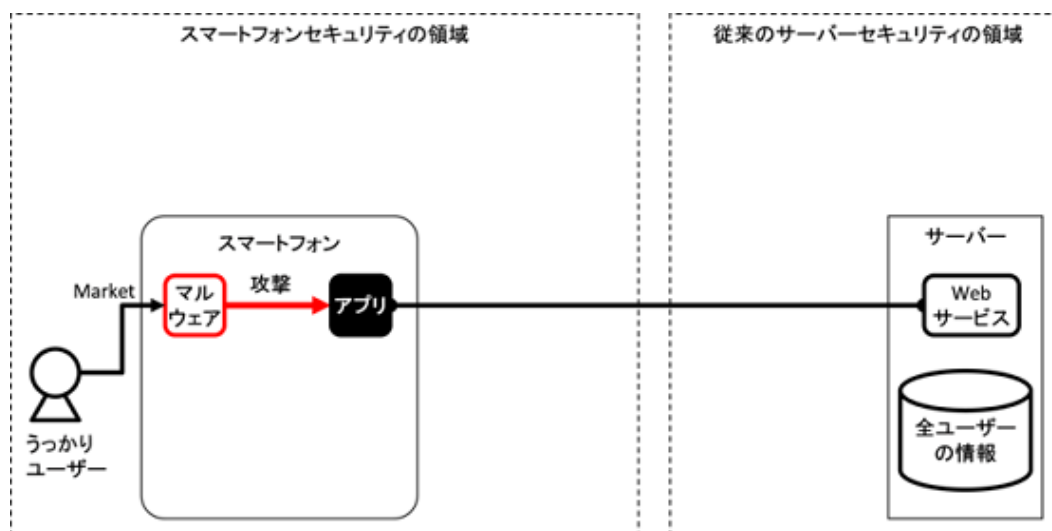 スマートフォンセキュリティの領域
従来のサーバーセキュリティの領域
スマートフォン
サーバー
Market
マル
ウェア
攻撃
アプリ
Web
サービス
うっかり
ユーザー
全ユーザー
の情報